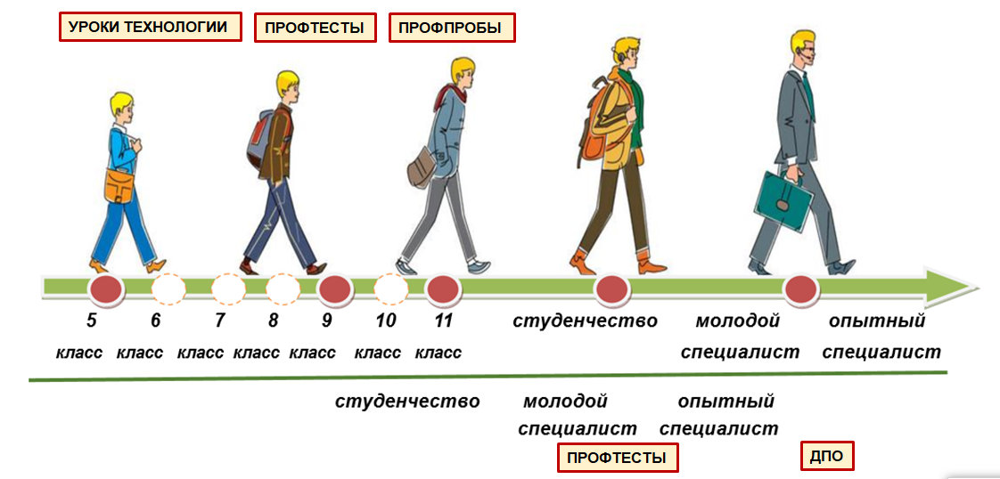 УРОКИ ТЕХНОЛОГИИ ПРОФТЕСТЫ ПРОФПРОБЫ
5 6 7 8 9 10 11 студенчество молодой опытный
класс класс класс класс класс класс класс специалист специалист
студенчество молодой опытный
специалист специалист
ПРОФТЕСТЫ ДПО